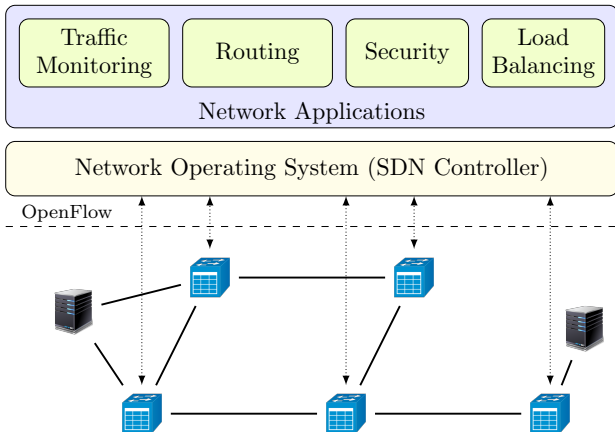 Traffic
Monitoring
Routing
Security
Load
Balancing
Network Applications
Network Operating System (SDN Controller)
OpenFlow